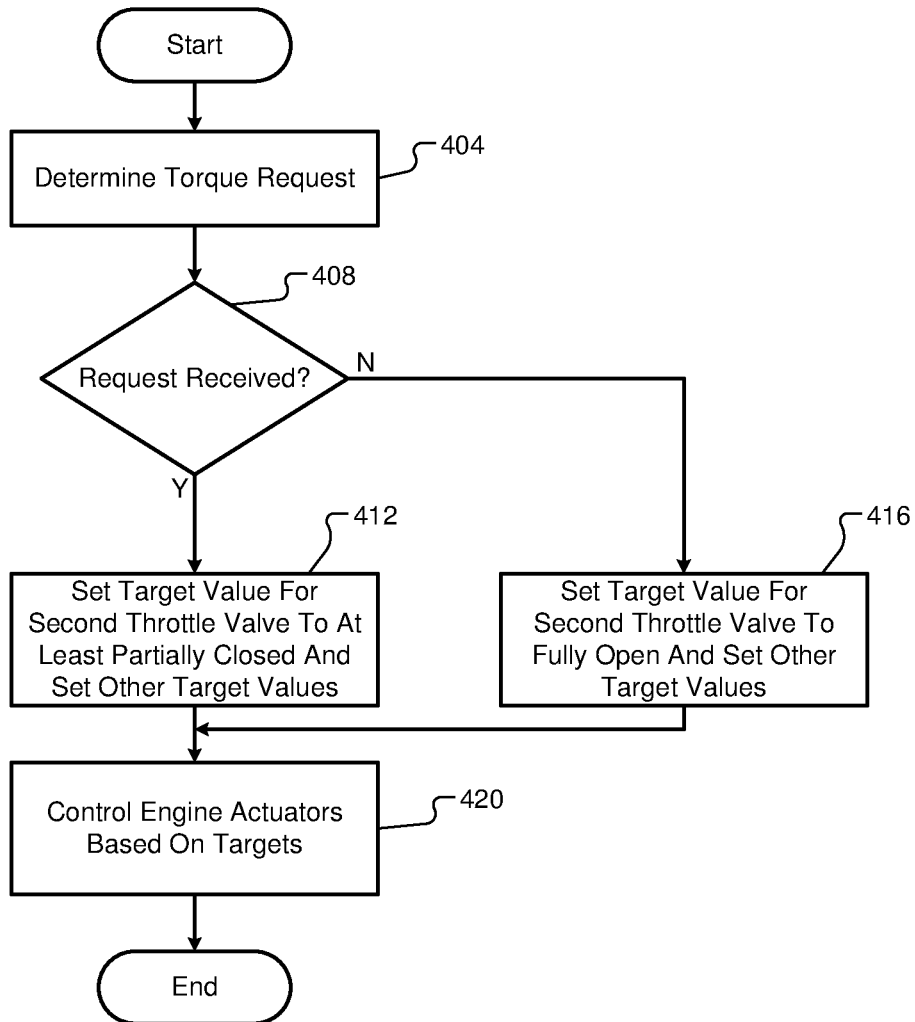 Start
Determine Torque Request
404
408
Request Received?
N
Y
412
416
Set Target Value For
Second Throttle Valve To At
Least Partially Closed And
Set Other Target Values
Set Target Value For
Second Throttle Valve To
Fully Open And Set Other
Target Values
Control Engine Actuators
Based On Targets
420
End